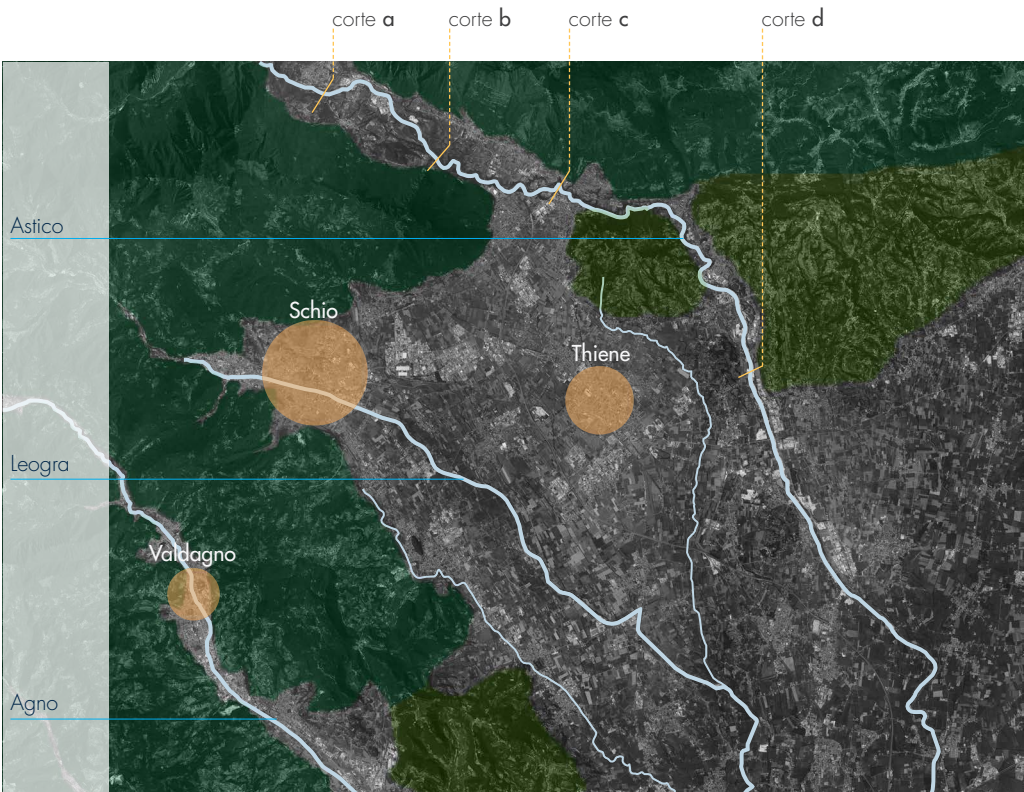 corte a
corte b
corte c
corte d
Astico
Schio
Thiene
Leogra
Valdagno
Agno